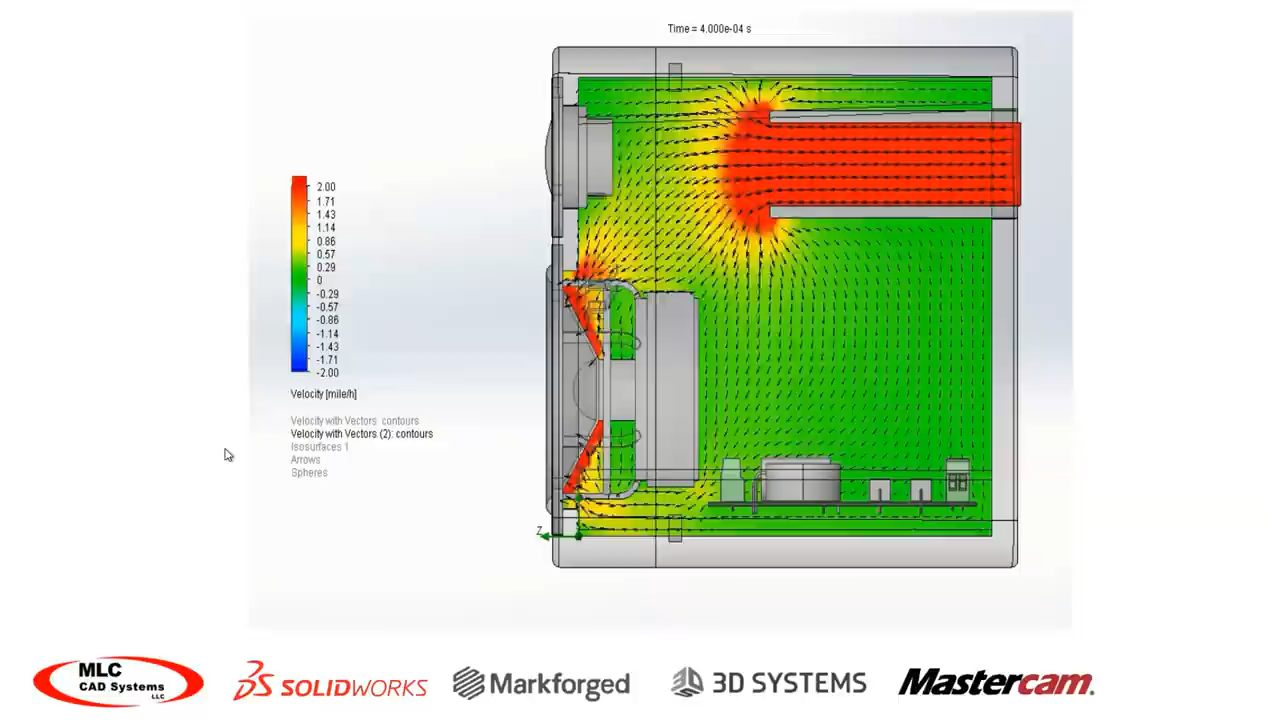 Time = 4.000e-04 s
2.00
1.71
1.43
1.14
0.86
0.57
0.29
0
-0.29
-0.57
-0.86
-1.14
-1.43
-1.71
-2.00
Velocity [mile/h]
Velocity with Vectors contours
Velocity with Vectors (2): contours
Isosurfaces 1
Arrows
Spheres
Z
MLC
CAD Systems
LLC
SOLIDWORKS
Markforged
3D SYSTEMS
Mastercam.